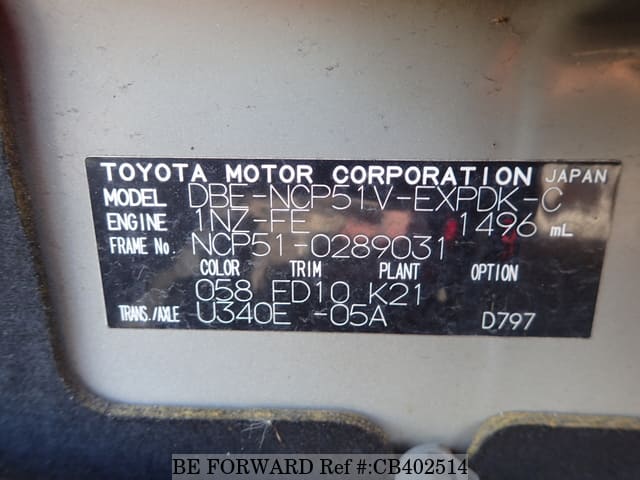 TOYOTA MOTOR CORPORATION JAPAN
MODEL DBE-NCP51V-EXPDK-C
ENGINE 1NZ-FE 1496 mL
FRAME No. NCP51-0289031
COLOR TRIM PLANT OPTION
058 ED10 K21
TRANS./AXLE U340E -05A D797
BE FORWARD Ref #:CB402514